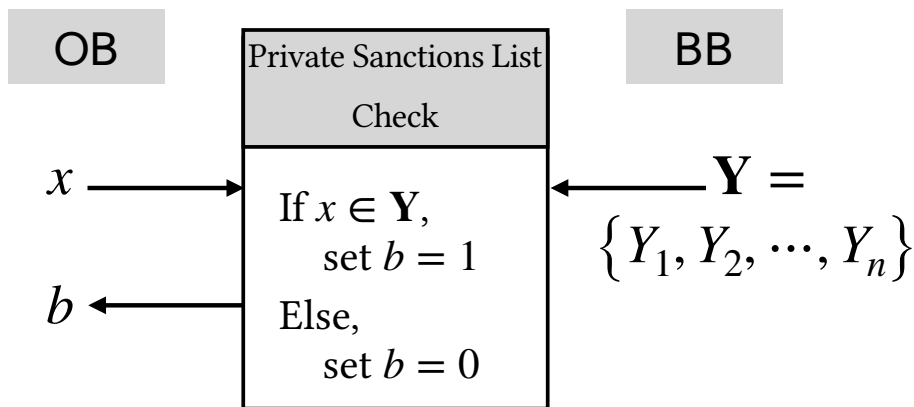 OB
Private Sanctions List
Check
BB
x
If x ∈ Y,
set b = 1
Else,
set b = 0
b
Y =
{Y₁, Y₂, ⋯, Yₙ}